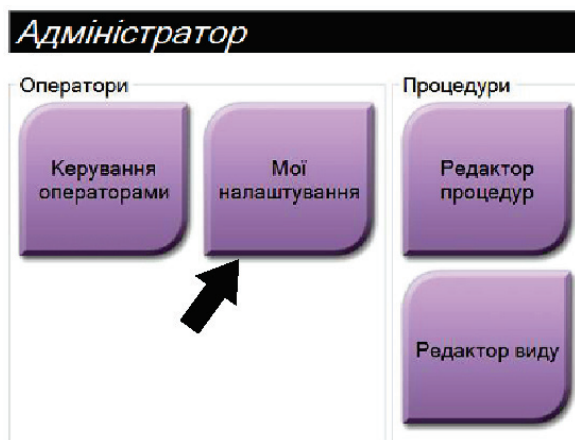 Адміністратор
Оператори
Процедури
Керування
операторами
Мої
налаштування
Редактор
процедур
Редактор виду